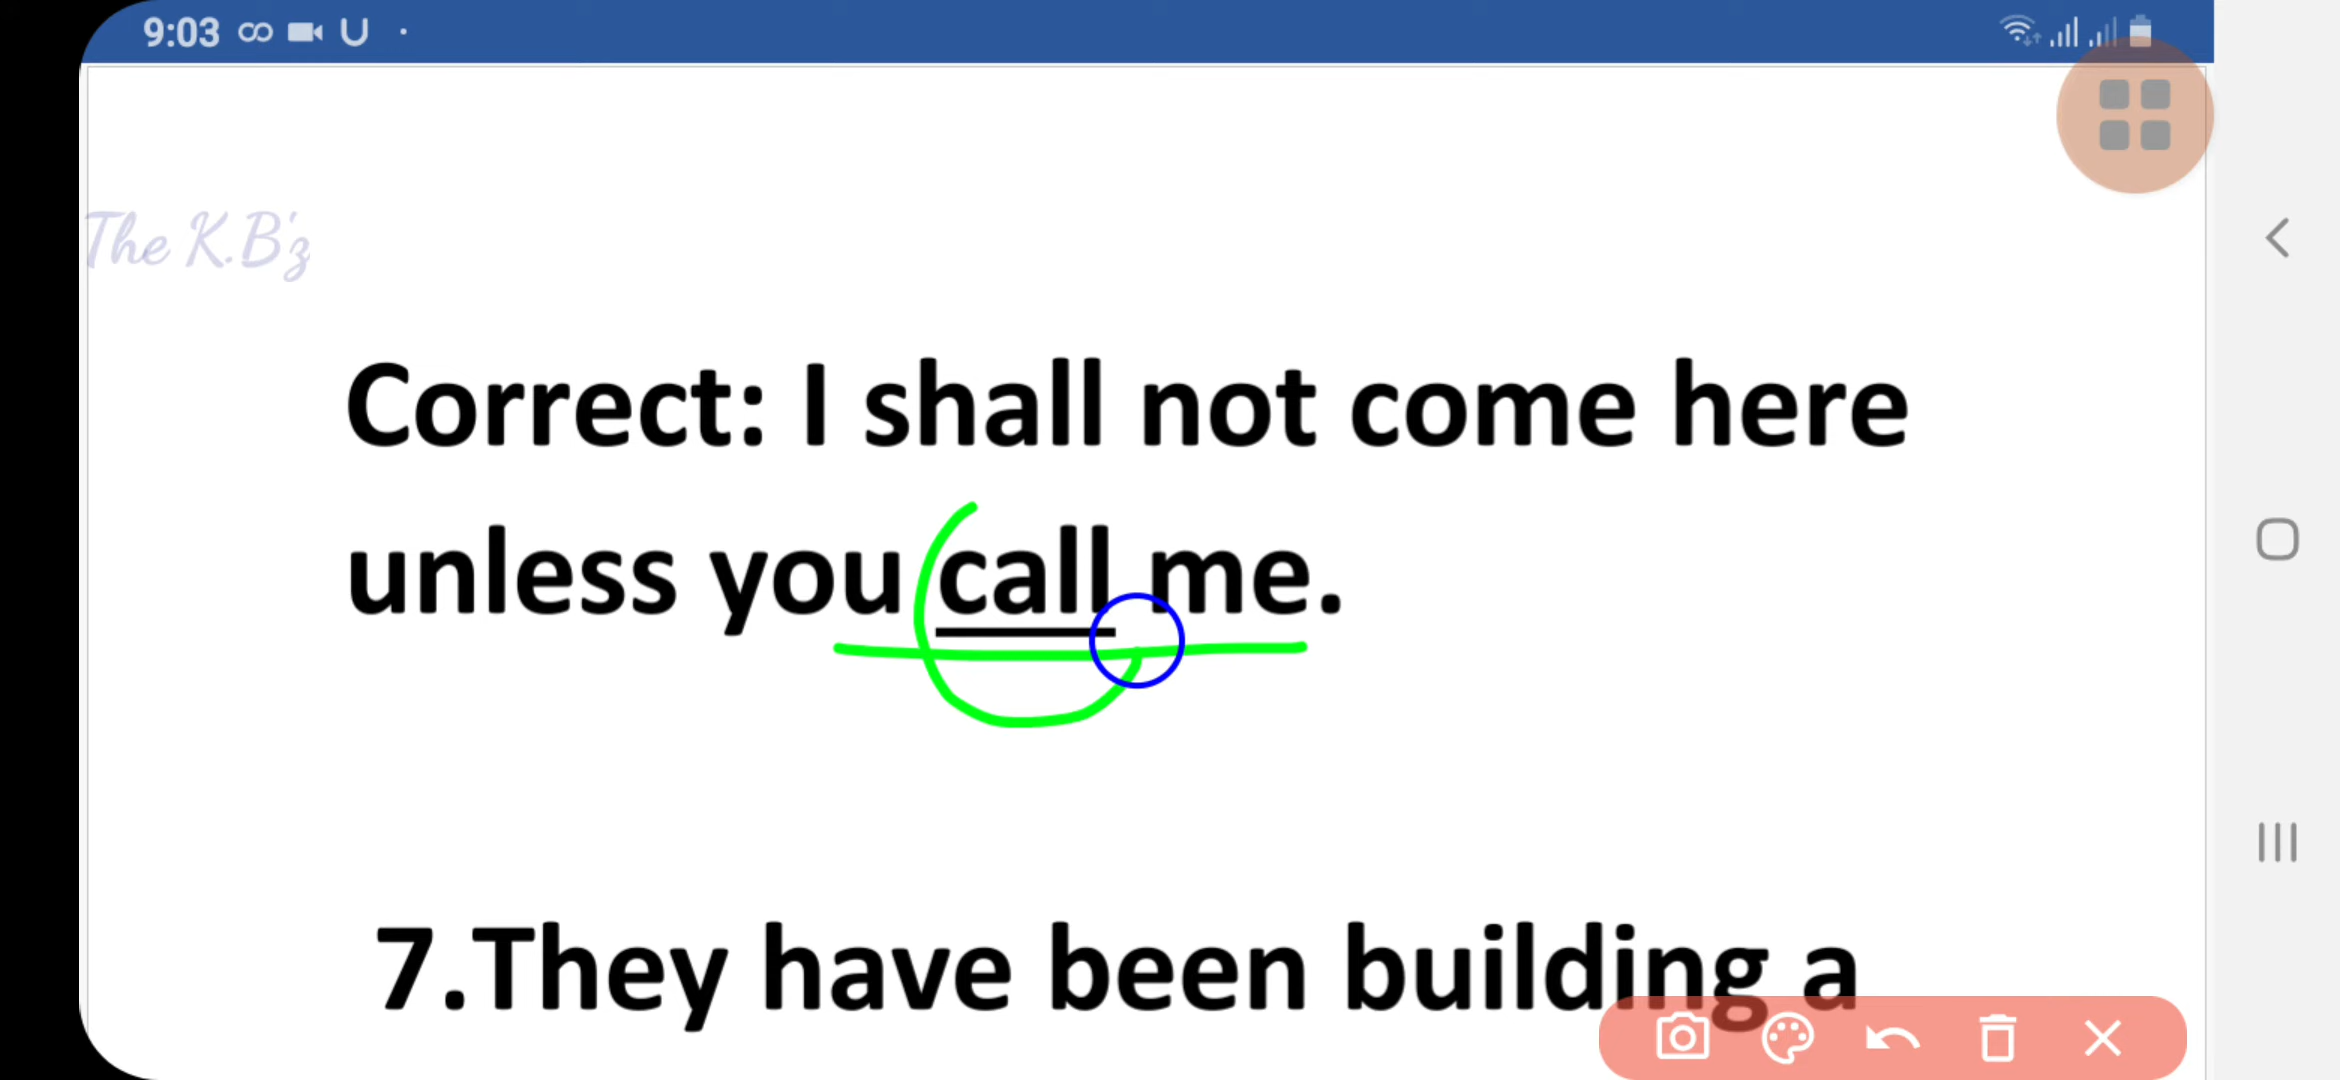 9:03
The K.B'z
Correct: I shall not come here
unless you call me.
7.They have been building a